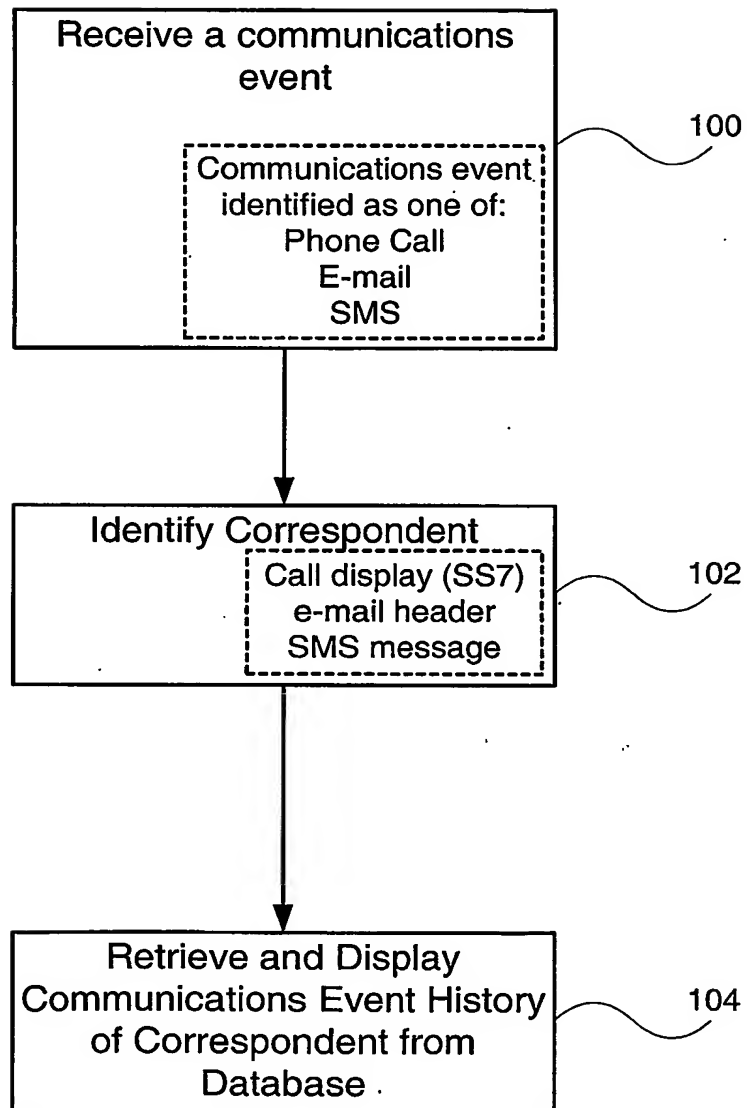 Receive a communications
event
100
Communications event
identified as one of:
Phone Call
E-mail
SMS
Identify Correspondent
102
Call display (SS7)
e-mail header
SMS message
Retrieve and Display
Communications Event History
of Correspondent from
Database
104